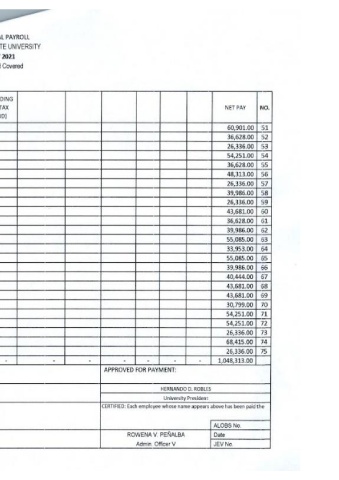 AL PAYROLL
TE UNIVERSITY
2021
d Covered
DING
TAX
NET PAY NO.
60,901.00 51
36,628.00 52
26,336.00 53
54,251.00 54
36,628.00 55
48,313.00 56
26,336.00 57
39,986.00 58
26,336.00 59
43,681.00 60
36,628.00 61
39,986.00 62
55,085.00 63
33,953.00 64
55,085.00 65
39,986.00 66
40,444.00 67
43,681.00 68
43,681.00 69
30,799.00 70
54,251.00 71
54,251.00 72
26,336.00 73
68,415.00 74
26,336.00 75
- - - - - - 1,048,313.00
APPROVED FOR PAYMENT:
HERNANDO D. ROBLES
University President
CERTIFIED: Each employee whose name appears above has been paid the
ALOBS No.
ROWENA V. PEÑALBA Date
Admin. Officer V JEV No.